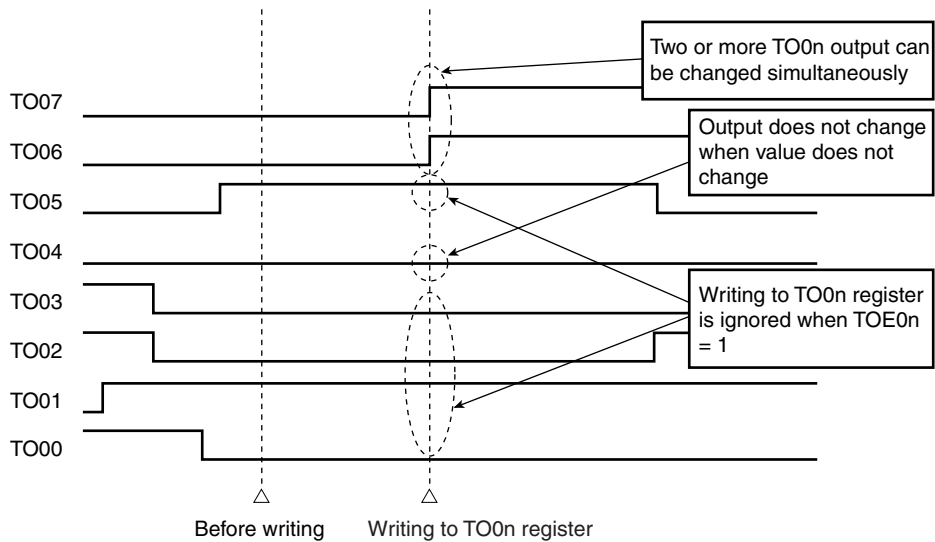 Two or more TO0n output can
be changed simultaneously
TO07
Output does not change
when value does not
change
TO06
TO05
TO04
Writing to TO0n register
is ignored when TOE0n
= 1
TO03
TO02
TO01
TO00
Before writing
Writing to TO0n register